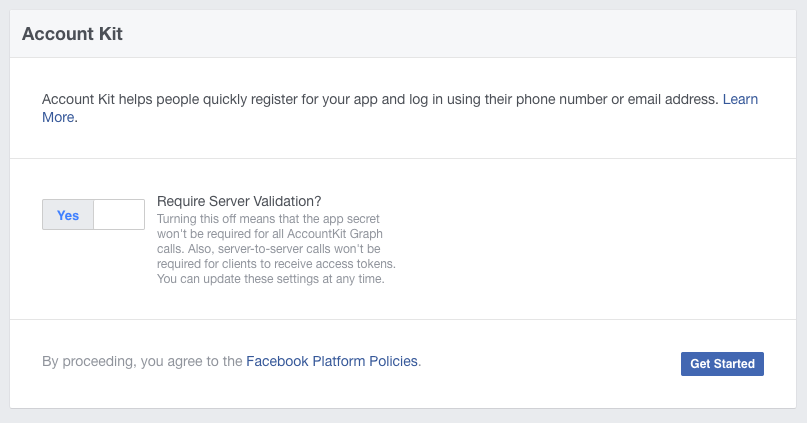 Account Kit
Account Kit helps people quickly register for your app and log in using their phone number or email address. Learn
More.
Yes
Require Server Validation?
Turning this off means that the app secret
won't be required for all AccountKit Graph
calls. Also, server-to-server calls won't be
required for clients to receive access tokens.
You can update these settings at any time.
By proceeding, you agree to the Facebook Platform Policies.
Get Started